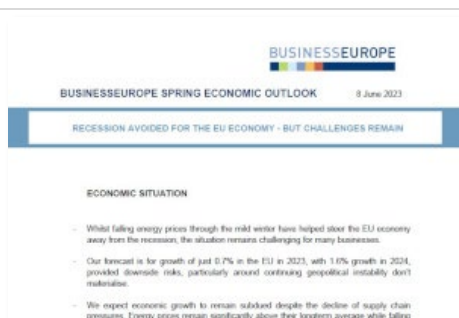 BUSINESSEUROPE
BUSINESSEUROPE SPRING ECONOMIC OUTLOOK 8 June 2023
RECESSION AVOIDED FOR THE EU ECONOMY - BUT CHALLENGES REMAIN
ECONOMIC SITUATION
- Whilst falling energy prices through the mild winter have helped steer the EU economy
away from the recession, the situation remains challenging for many businesses.
- Our forecast is for growth of just 0.7% in the EU in 2023, with 1.6% growth in 2024,
provided downside risks, particularly around continuing geopolitical instability don't
materialise.
- We expect economic growth to remain subdued despite the decline of supply chain
pressures. Energy prices remain significantly above their longterm average while falling